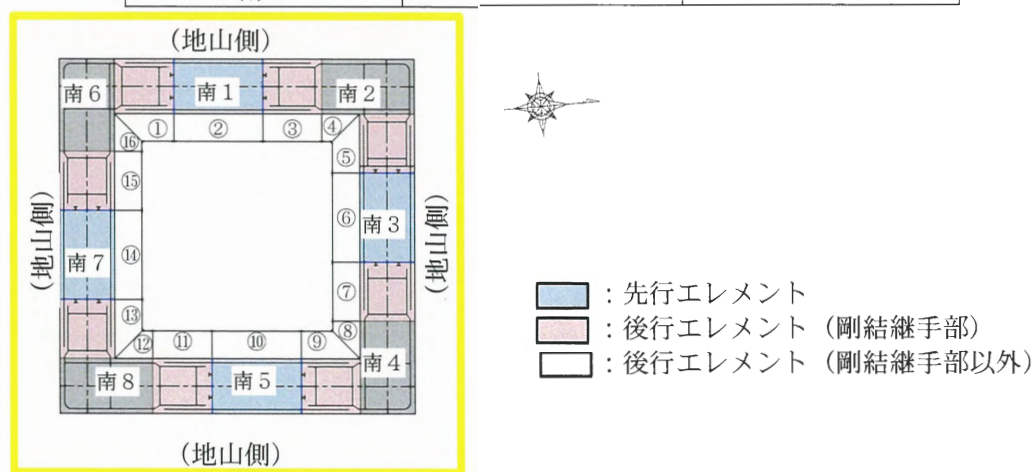 (地山側)
南6
南1
南2
①
②
③
④
⑯
⑤
⑮
⑥
(地山側)
南7
⑭
南3
(地山側)
⑬
⑦
⑫
⑪
⑩
⑨
⑧
南8
南5
南4
(地山側)
:先行エレメント
:後行エレメント(剛結継手部)
:後行エレメント(剛結継手部以外)